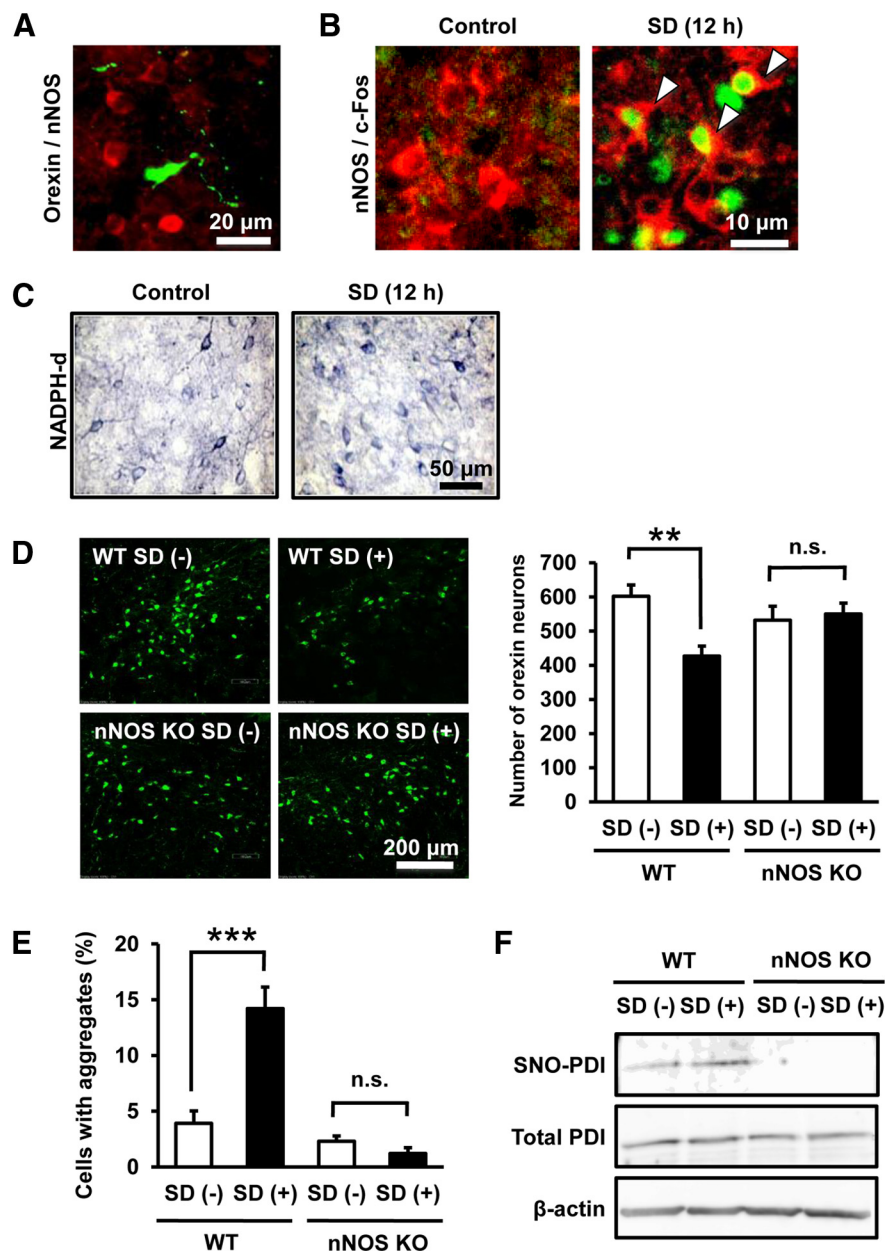 A
Orexin / nNOS
20 µm
B
Control
SD (12 h)
nNOS / c-Fos
10 µm
C
Control
SD (12 h)
NADPH-d
50 µm
D
WT SD (-)
WT SD (+)
nNOS KO SD (-)
nNOS KO SD (+)
200 µm
Number of orexin neurons
700
600
500
400
300
200
100
0
**
n.s.
SD (-) SD (+) SD (-) SD (+)
WT nNOS KO
E
Cells with aggregates (%)
20
15
10
5
0
***
n.s.
SD (-) SD (+) SD (-) SD (+)
WT nNOS KO
F
WT nNOS KO
SD (-) SD (+) SD (-) SD (+)
SNO-PDI
Total PDI
β-actin